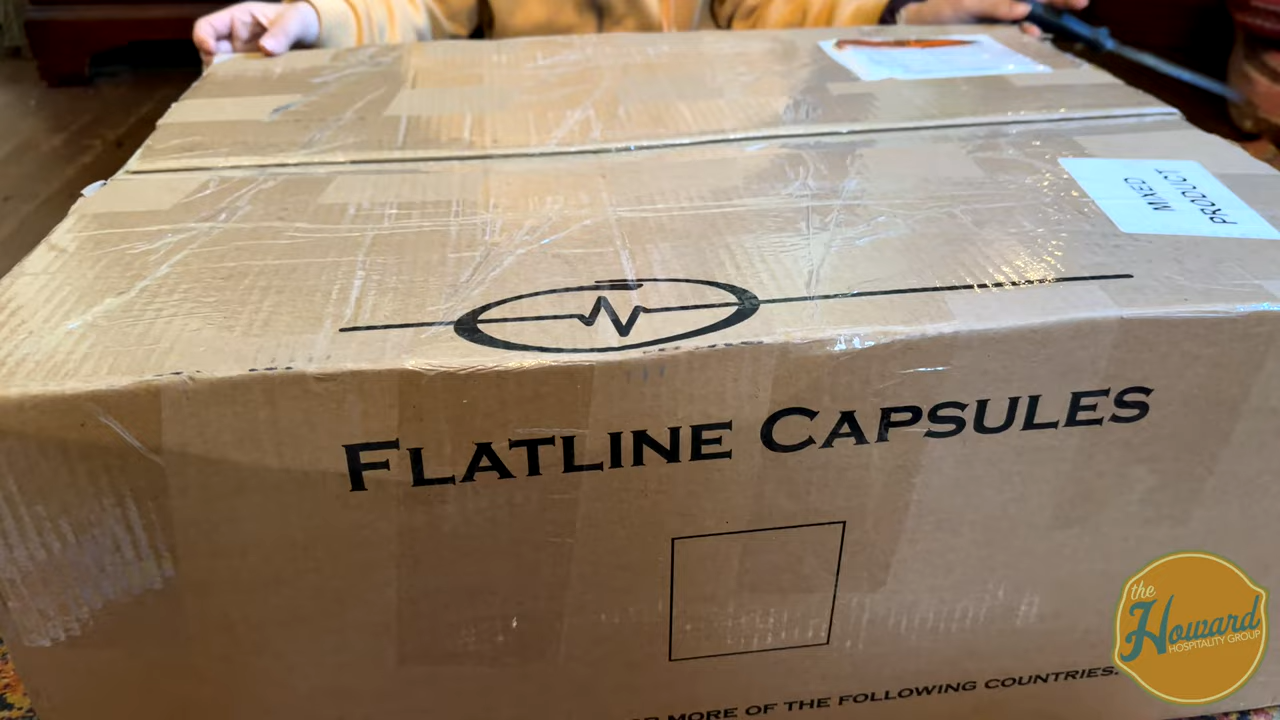 MIXED
PRODUCT
FLATLINE CAPSULES
MORE OF THE FOLLOWING COUNTRIES.
the
Howard
HOSPITALITY GROUP